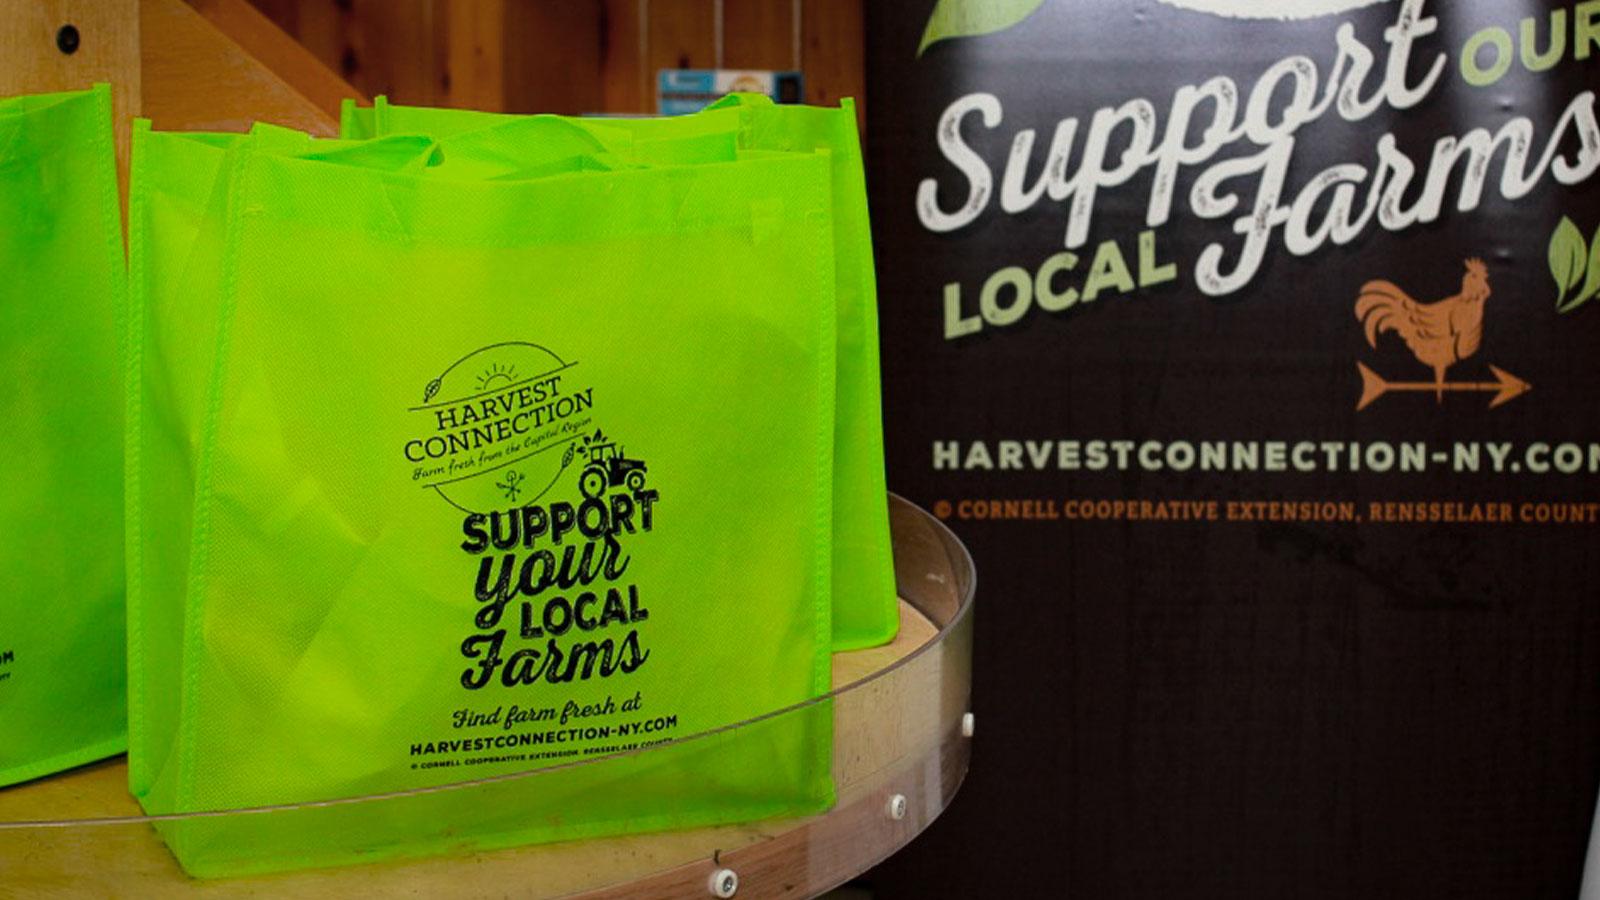 HARVEST
CONNECTION
Farm fresh from the Capital Region
SUPPORT
your
LOCAL
Farms
Find farm fresh at
HARVESTCONNECTION-NY.COM
© CORNELL COOPERATIVE EXTENSION, RENSSELAER COUNTY
Support OUR
LOCAL Farms
HARVESTCONNECTION-NY.COM
© CORNELL COOPERATIVE EXTENSION, RENSSELAER COUNT